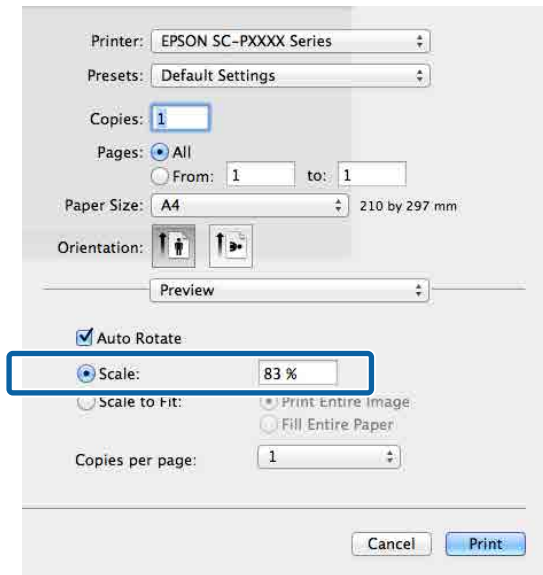 Printer: EPSON SC-PXXXX Series
Presets: Default Settings
Copies: 1
Pages: All
From: 1 to: 1
Paper Size: A4 210 by 297 mm
Orientation:
Preview
Auto Rotate
Scale: 83 %
Scale to Fit: Print Entire Image
Fill Entire Paper
Copies per page: 1
Cancel Print